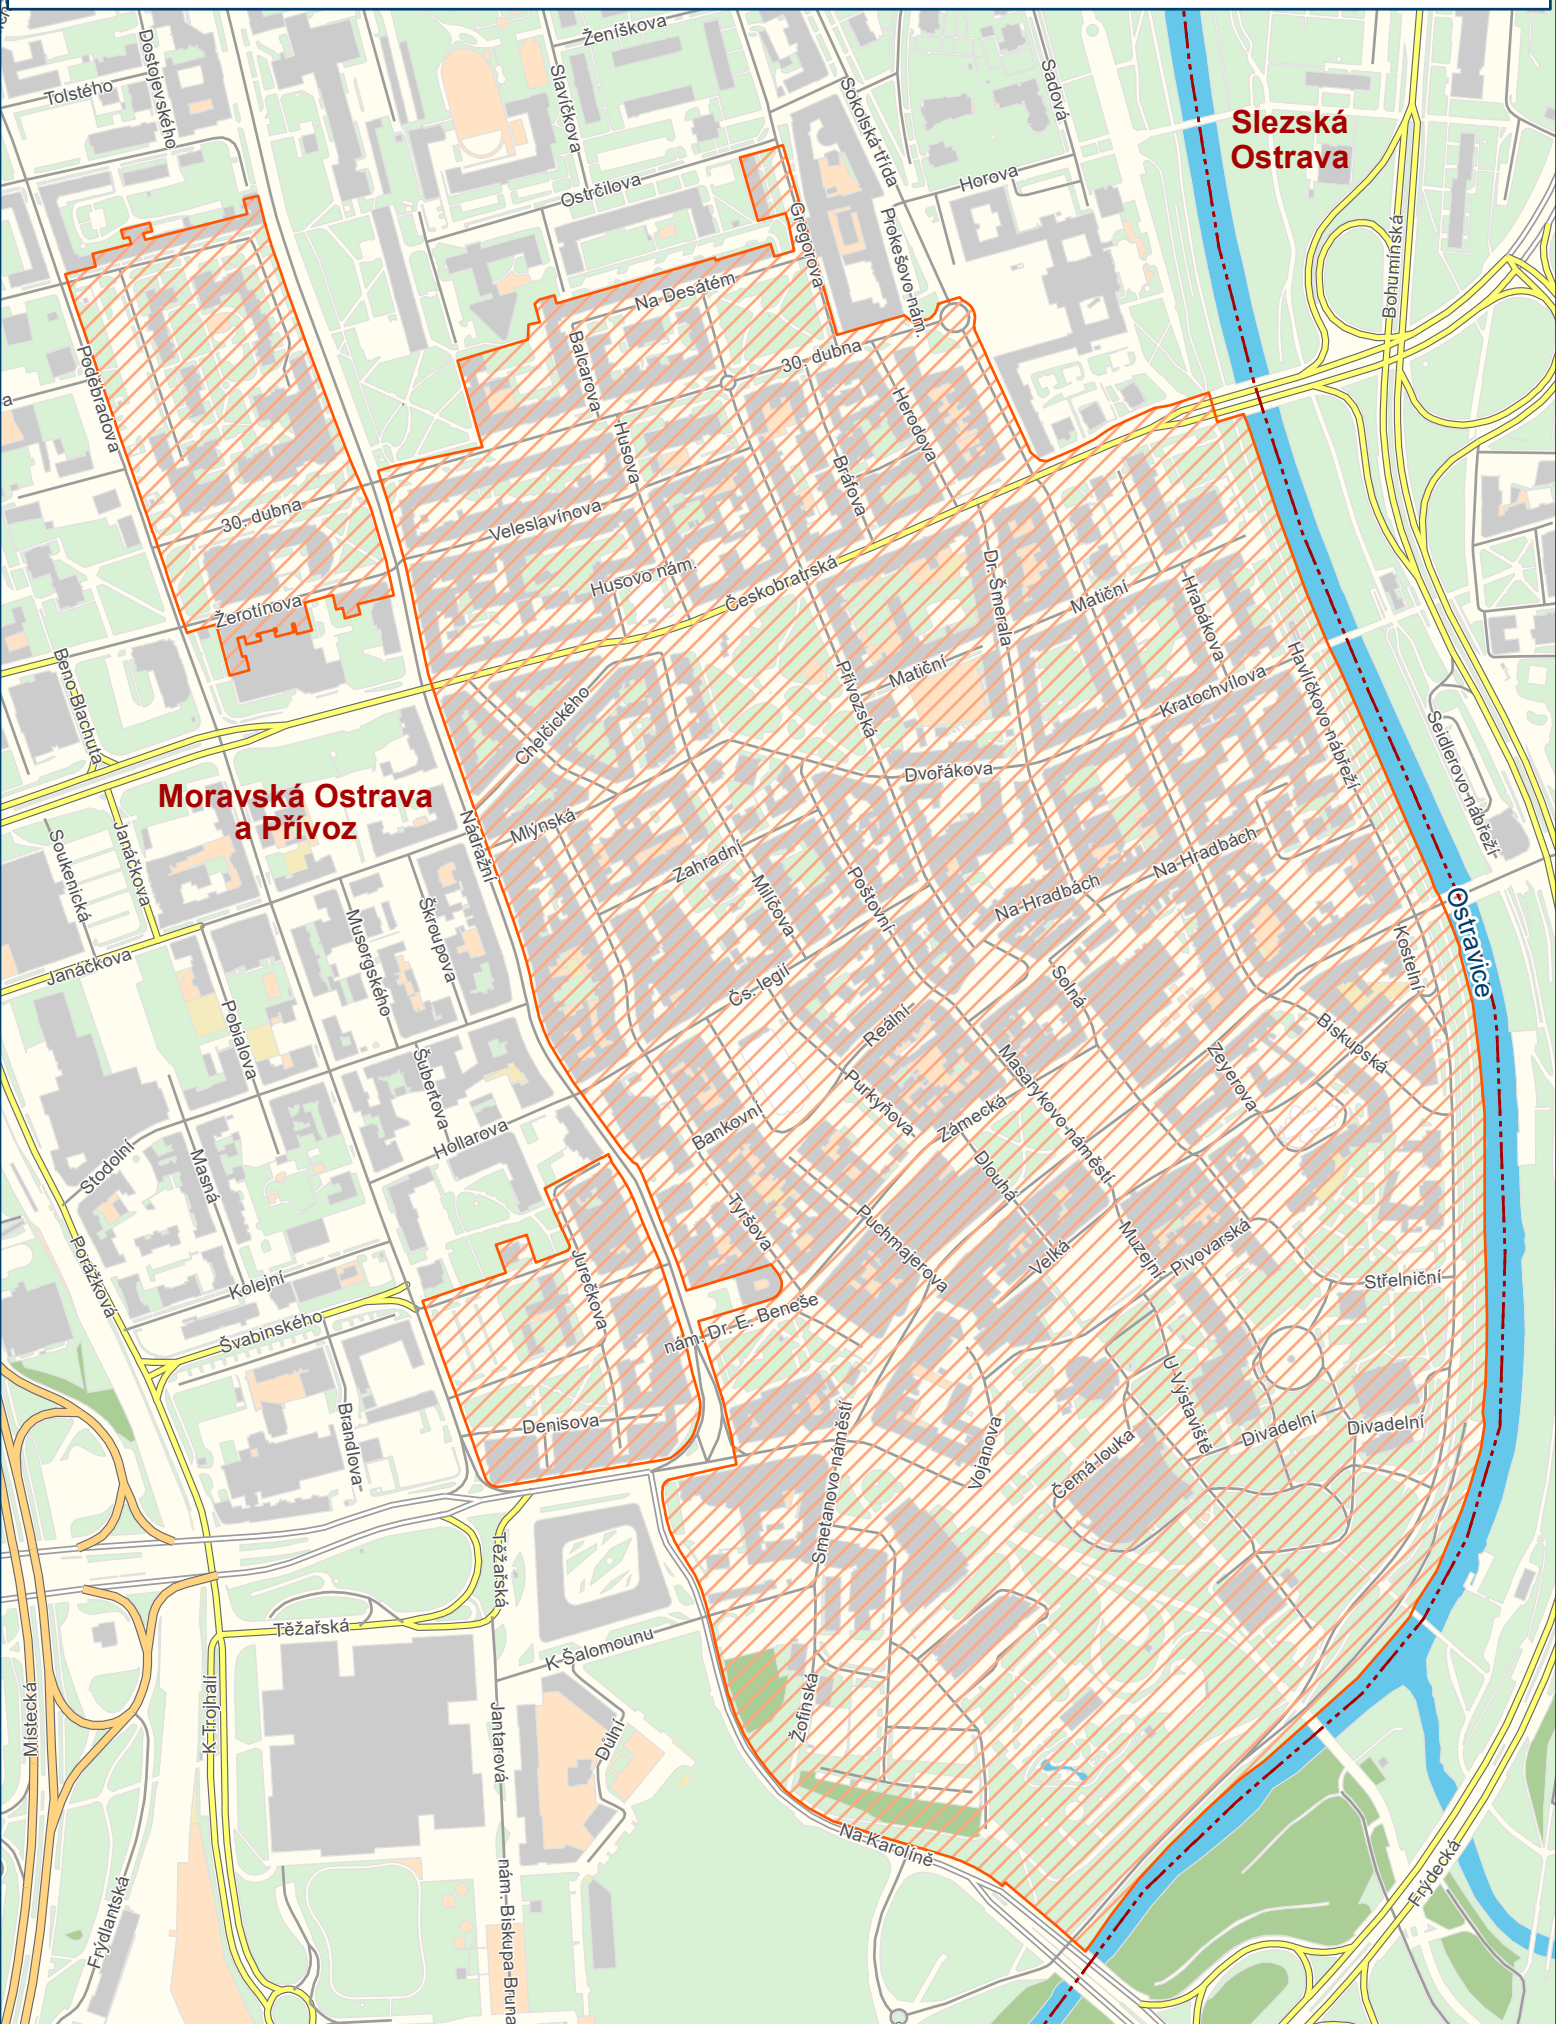 Ženíškova
Dostojevského
Tolstého
Slavíčkova
Sokolská třída
Sadová
Slezská
Ostrava
Ostrčilova
Horova
Gregorova
Prokešovo nám.
Bohumínská
Na Desátém
Poděbradova
Balcarova
30. dubna
Herodova
Husova
Bráfova
30. dubna
Veleslavínova
Husovo nám.
Českobratrská
Dr. Šmerala
Matiční
Hrabákova
Žerotínova
Beno Blachuta
Matiční
Přívozská
Kratochvílova
Havlíčkovo nábřeží
Chelčického
Seidlerovo nábřeží
Dvořákova
Moravská Ostrava
a Přívoz
Nádražní
Mlýnská
Soukenická
Janáčkova
Zahradní
Na Hradbách
Milíčova
Poštovní
Na Hradbách
Škroupova
Musorgského
Ostravice
Kostelní
Janáčkova
Čs. legií
Solná
Pobialova
Reální
Biskupská
Masarykovo náměstí
Zeyerova
Šubertova
Purkyňova
Zámecká
Bankovní
Hollarova
Stodolní
Masná
Dlouhá
Tyršova
Puchmajerova
Muzejní
Pivovarská
Velká
Porážková
Kolejní
Jurečkova
Střelniční
Švabinského
nám. Dr. E. Beneše
U Výstaviště
Brandlova
Denisova
Smetanovo náměstí
Vojanova
Černá louka
Divadelní
Divadelní
Těžařská
Těžařská
K Šalomounu
Místecká
K Trojhalí
Jantarová
Důlní
Žofinská
Na Karolíně
Frýdlantská
nám. Biskupa Bruna
Frýdecká